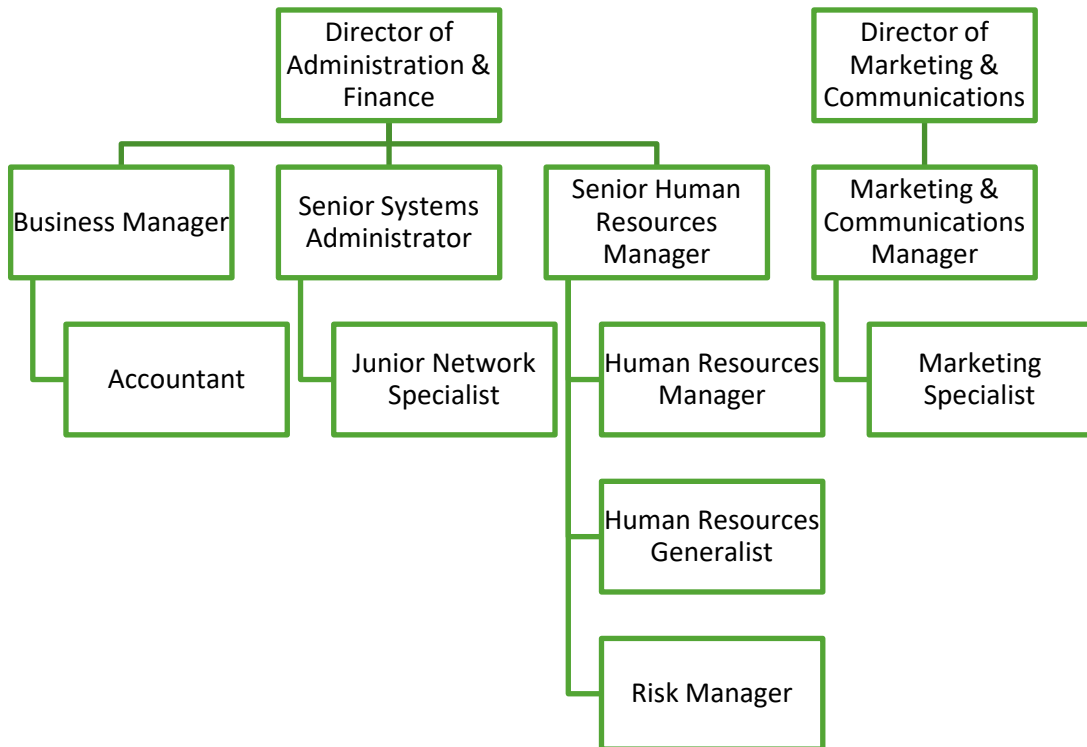 Director of
Administration &
Finance
Director of
Marketing &
Communications
Business Manager
Senior Systems
Administrator
Senior Human
Resources
Manager
Marketing &
Communications
Manager
Accountant
Junior Network
Specialist
Human Resources
Manager
Marketing
Specialist
Human Resources
Generalist
Risk Manager